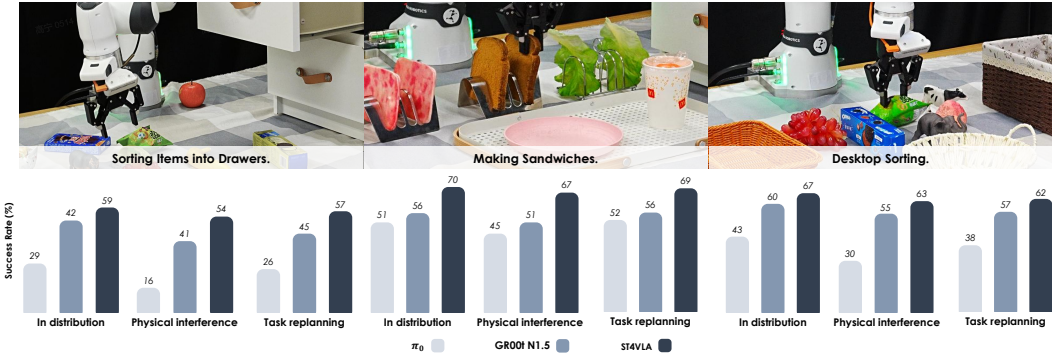 Sorting Items into Drawers.
Making Sandwiches.
Desktop Sorting.
Success Rate (%)
29 42 59
16 41 54
26 45 57
51 56 70
45 51 67
52 56 69
43 60 67
30 55 63
38 57 62
In distribution Physical interference Task replanning
In distribution Physical interference Task replanning
In distribution Physical interference Task replanning
π₀ GR00t N1.5 ST4VLA